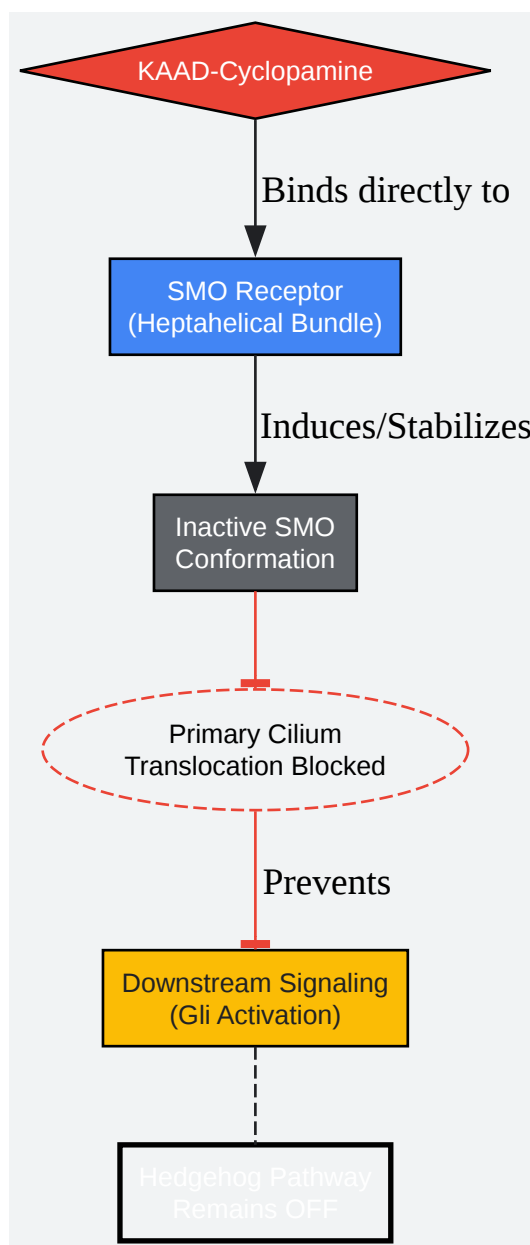 KAAD-Cyclopamine
Binds directly to
SMO Receptor
(Heptahelical Bundle)
Induces/Stabilizes
Inactive SMO
Conformation
Primary Cilium
Translocation Blocked
Prevents
Downstream Signaling
(Gli Activation)
Hedgehog Pathway
Remains OFF